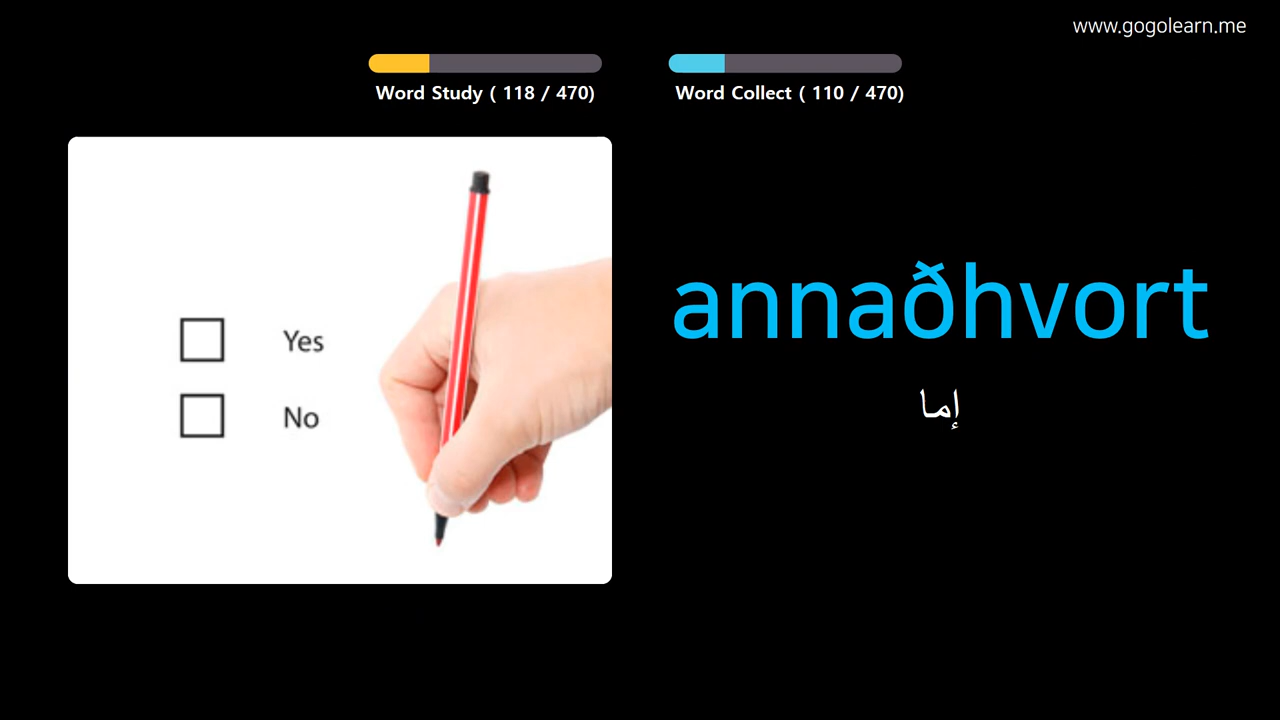 www.gogolearn.me
Word Study ( 118 / 470)
Word Collect ( 110 / 470)
Yes
No
annaðhvort
إما